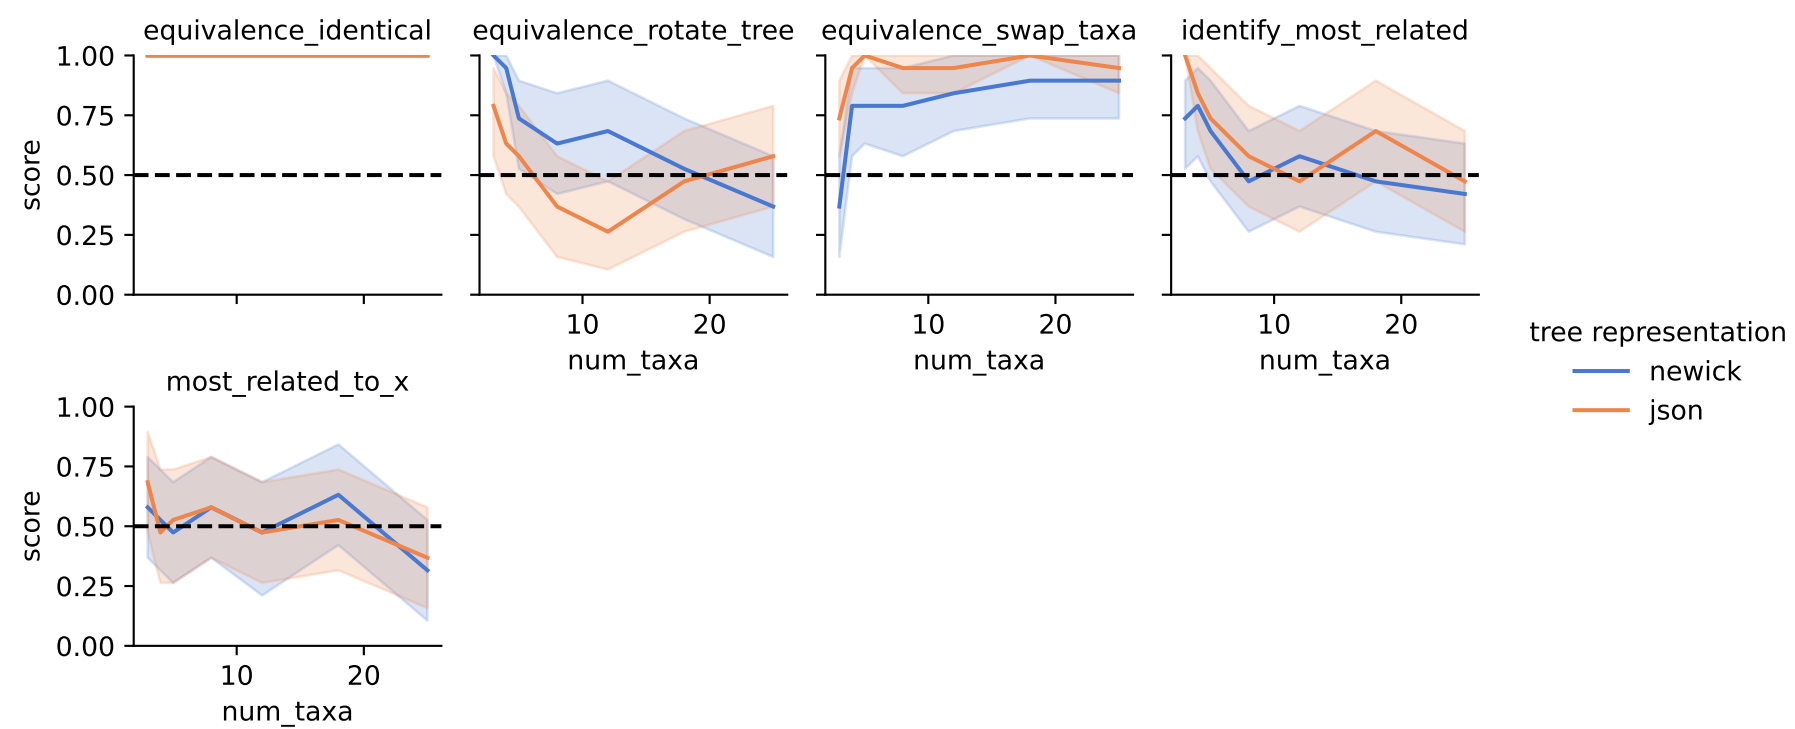 equivalence_identical
equivalence_rotate_tree
equivalence_swap_taxa
identify_most_related
1.00
0.75
0.50
0.25
0.00
score
10 20
num_taxa
10 20
num_taxa
10 20
num_taxa
tree representation
newick
json
most_related_to_x
1.00
0.75
0.50
0.25
0.00
score
10 20
num_taxa